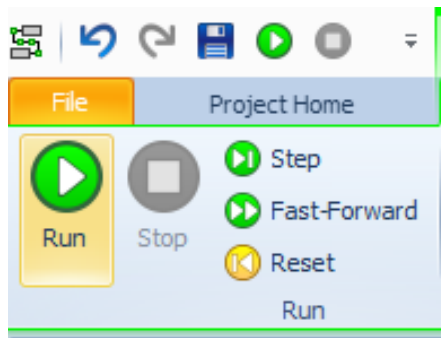 File Project Home
Step
Fast-Forward
Run Stop
Reset
Run